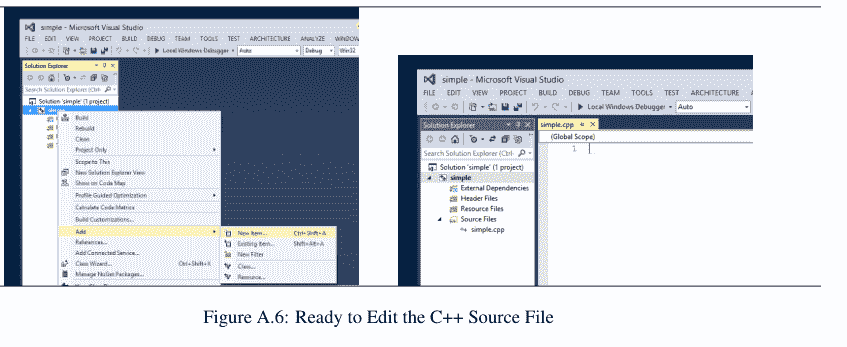 simple - Microsoft Visual Studio
FILE EDIT VIEW PROJECT BUILD DEBUG TEAM TOOLS TEST ARCHITECTURE ANALYZE WINDOW
Local Windows Debugger Auto Debug Win32
Solution Explorer
Search Solution Explorer (Ctrl+
Solution 'simple' (1 project)
Build
Rebuild
Clean
Project Only
Scope to This
New Solution Explorer View
Show on Code Map
Profile Guided Optimization
Calculate Code Metrics
Build Customizations...
Add
References...
Add Connected Service...
Class Wizard... Ctrl+Shift+X
Manage NuGet Packages...
New Item... Ctrl+Shift+A
Existing Item... Shift+Alt+A
New Filter
Class...
Resource...
simple - Microsoft Visual Studio
FILE EDIT VIEW PROJECT BUILD DEBUG TEAM TOOLS TEST ARCHITECTURE
Local Windows Debugger Auto
Solution Explorer
Search Solution Explorer (Ctrl+
Solution 'simple' (1 project)
simple
External Dependencies
Header Files
Resource Files
Source Files
simple.cpp
simple.cpp
(Global Scope)
1
Figure A.6: Ready to Edit the C++ Source File